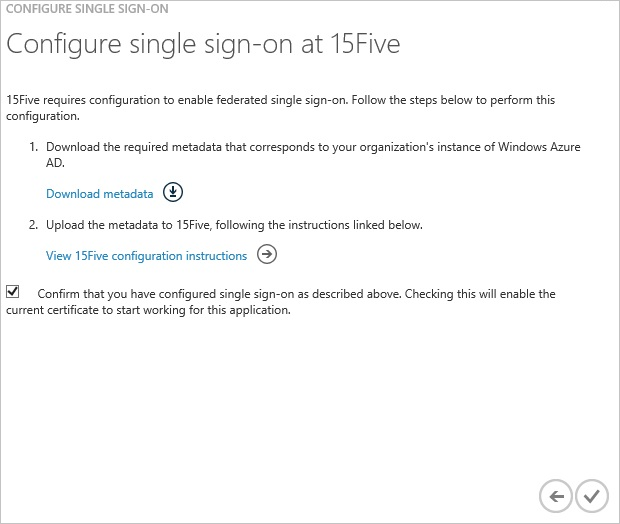 CONFIGURE SINGLE SIGN-ON
Configure single sign-on at 15Five
15Five requires configuration to enable federated single sign-on. Follow the steps below to perform this
configuration.
1. Download the required metadata that corresponds to your organization's instance of Windows Azure
AD.
Download metadata
2. Upload the metadata to 15Five, following the instructions linked below.
View 15Five configuration instructions
Confirm that you have configured single sign-on as described above. Checking this will enable the
current certificate to start working for this application.